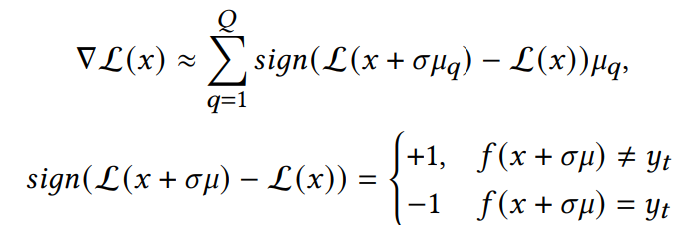 ∇ℒ(x) ≈ ∑_{q=1}^{Q} sign(ℒ(x + σμ_q) − ℒ(x))μ_q,
sign(ℒ(x + σμ) − ℒ(x)) = { +1, f(x + σμ) ≠ y_t
−1 f(x + σμ) = y_t